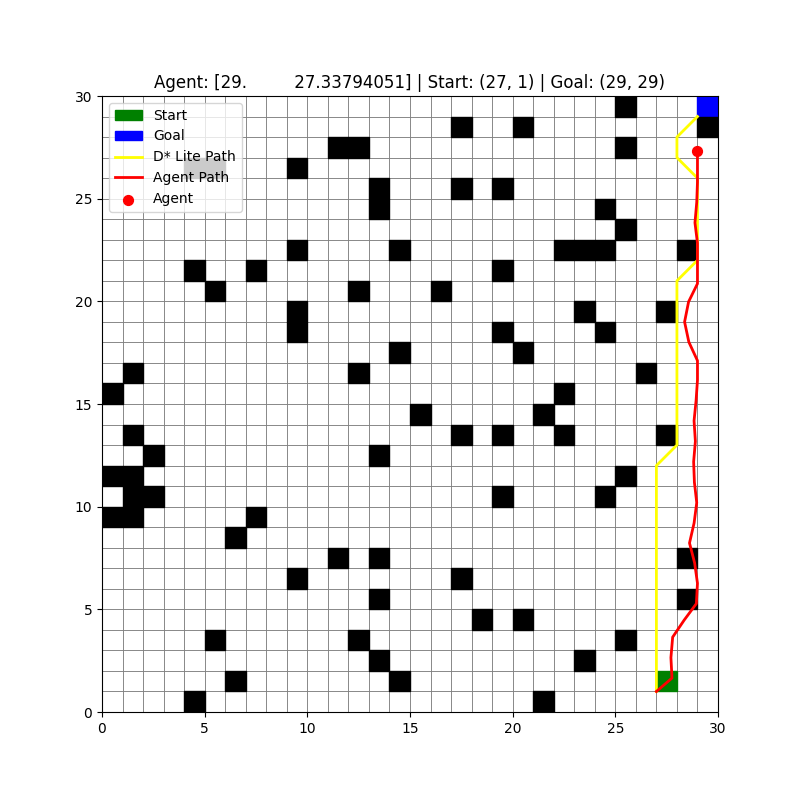 Agent: [29.         27.33794051] | Start: (27, 1) | Goal: (29, 29)
Start
Goal
D* Lite Path
Agent Path
Agent
30
25
20
15
10
5
0
0 5 10 15 20 25 30